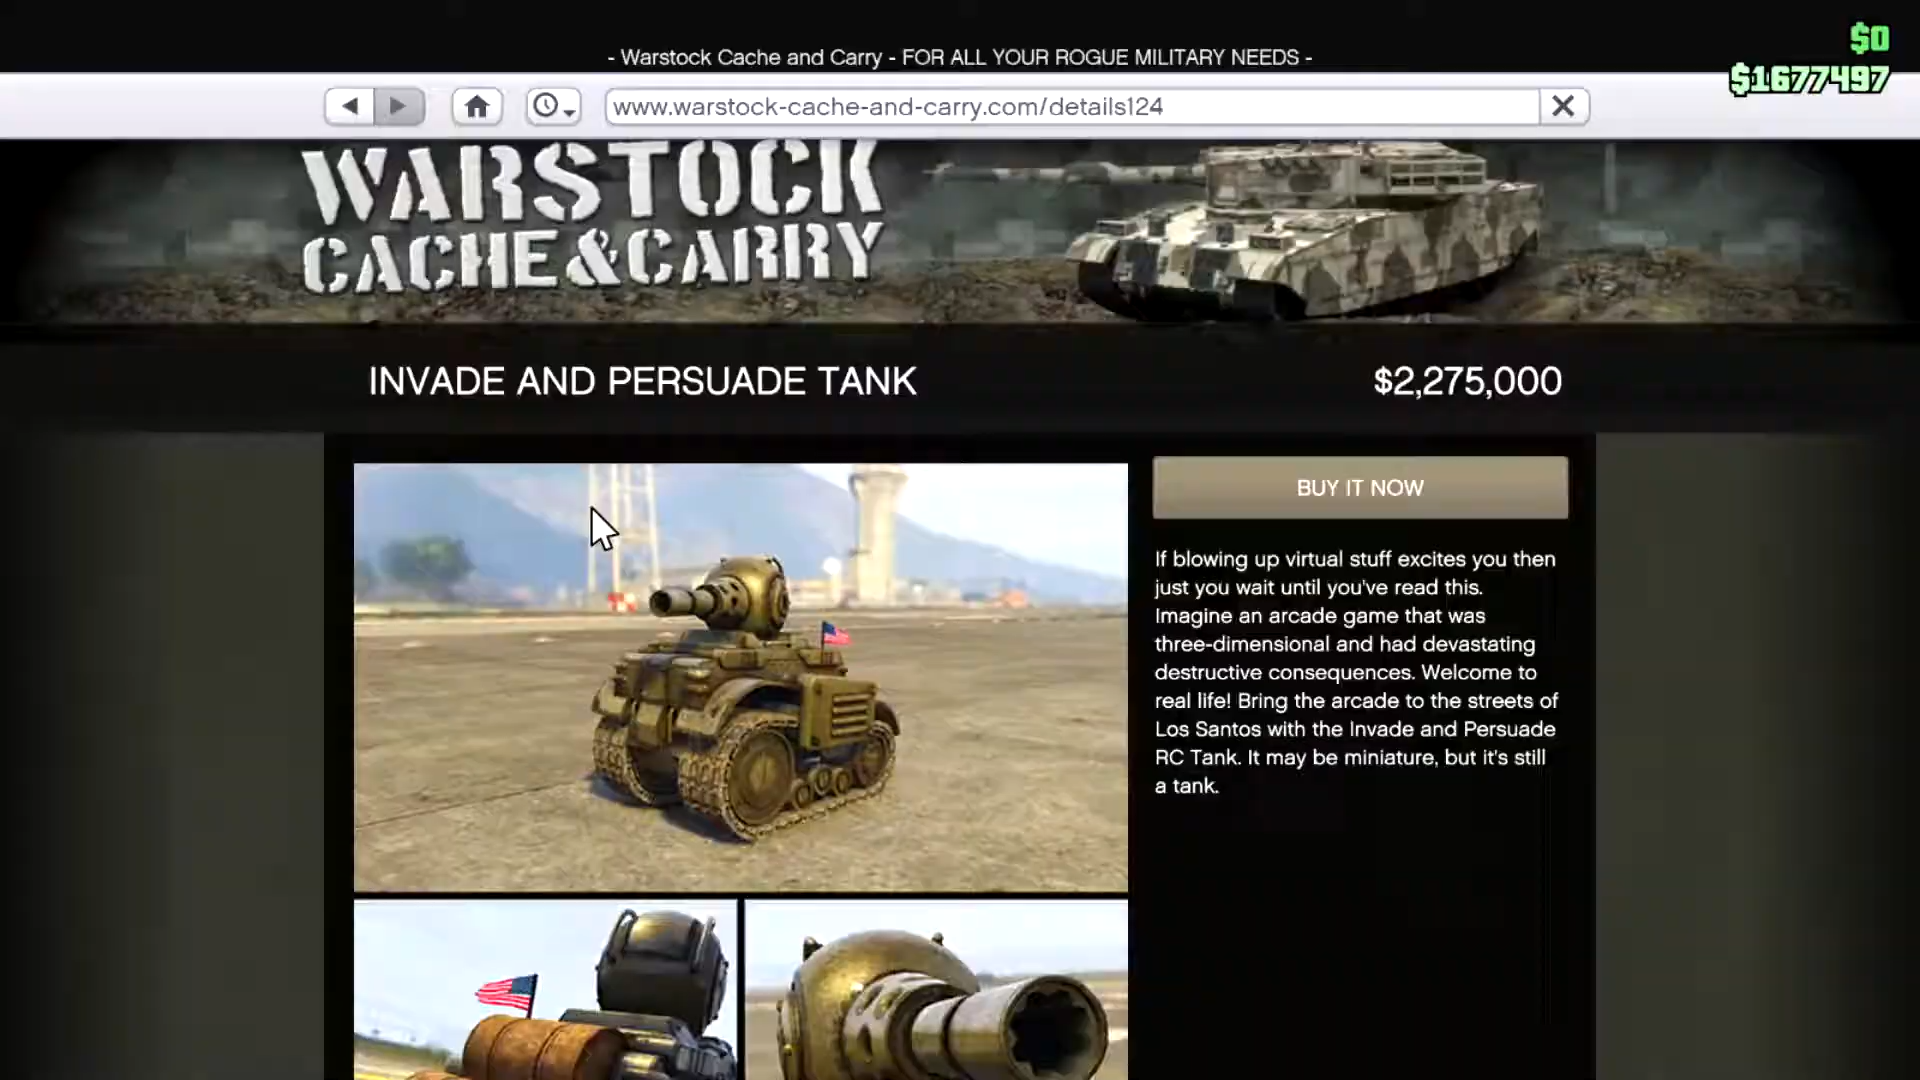 - Warstock Cache and Carry - FOR ALL YOUR ROGUE MILITARY NEEDS -
$0
$1677497
www.warstock-cache-and-carry.com/details124
WARSTOCK
CACHE&CARRY
INVADE AND PERSUADE TANK
$2,275,000
BUY IT NOW
If blowing up virtual stuff excites you then
just you wait until you've read this.
Imagine an arcade game that was
three-dimensional and had devastating
destructive consequences. Welcome to
real life! Bring the arcade to the streets of
Los Santos with the Invade and Persuade
RC Tank. It may be miniature, but it's still
a tank.